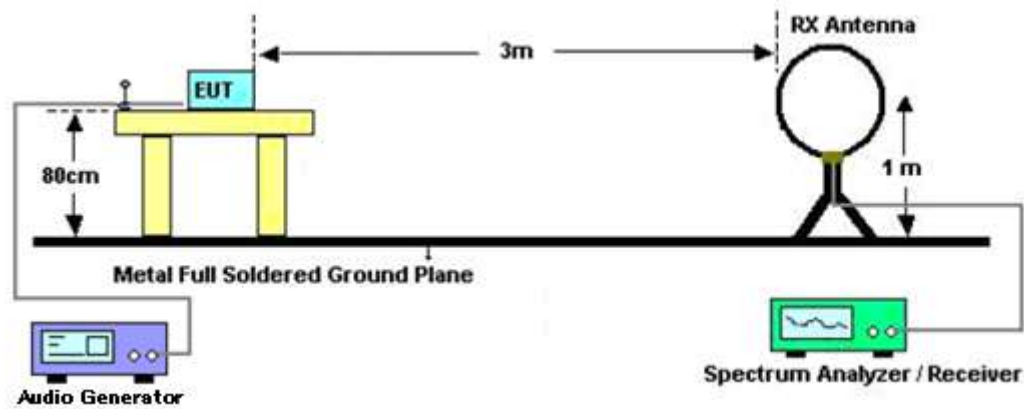 RX Antenna
3m
EUT
80cm
1 m
Metal Full Soldered Ground Plane
Audio Generator
Spectrum Analyzer / Receiver